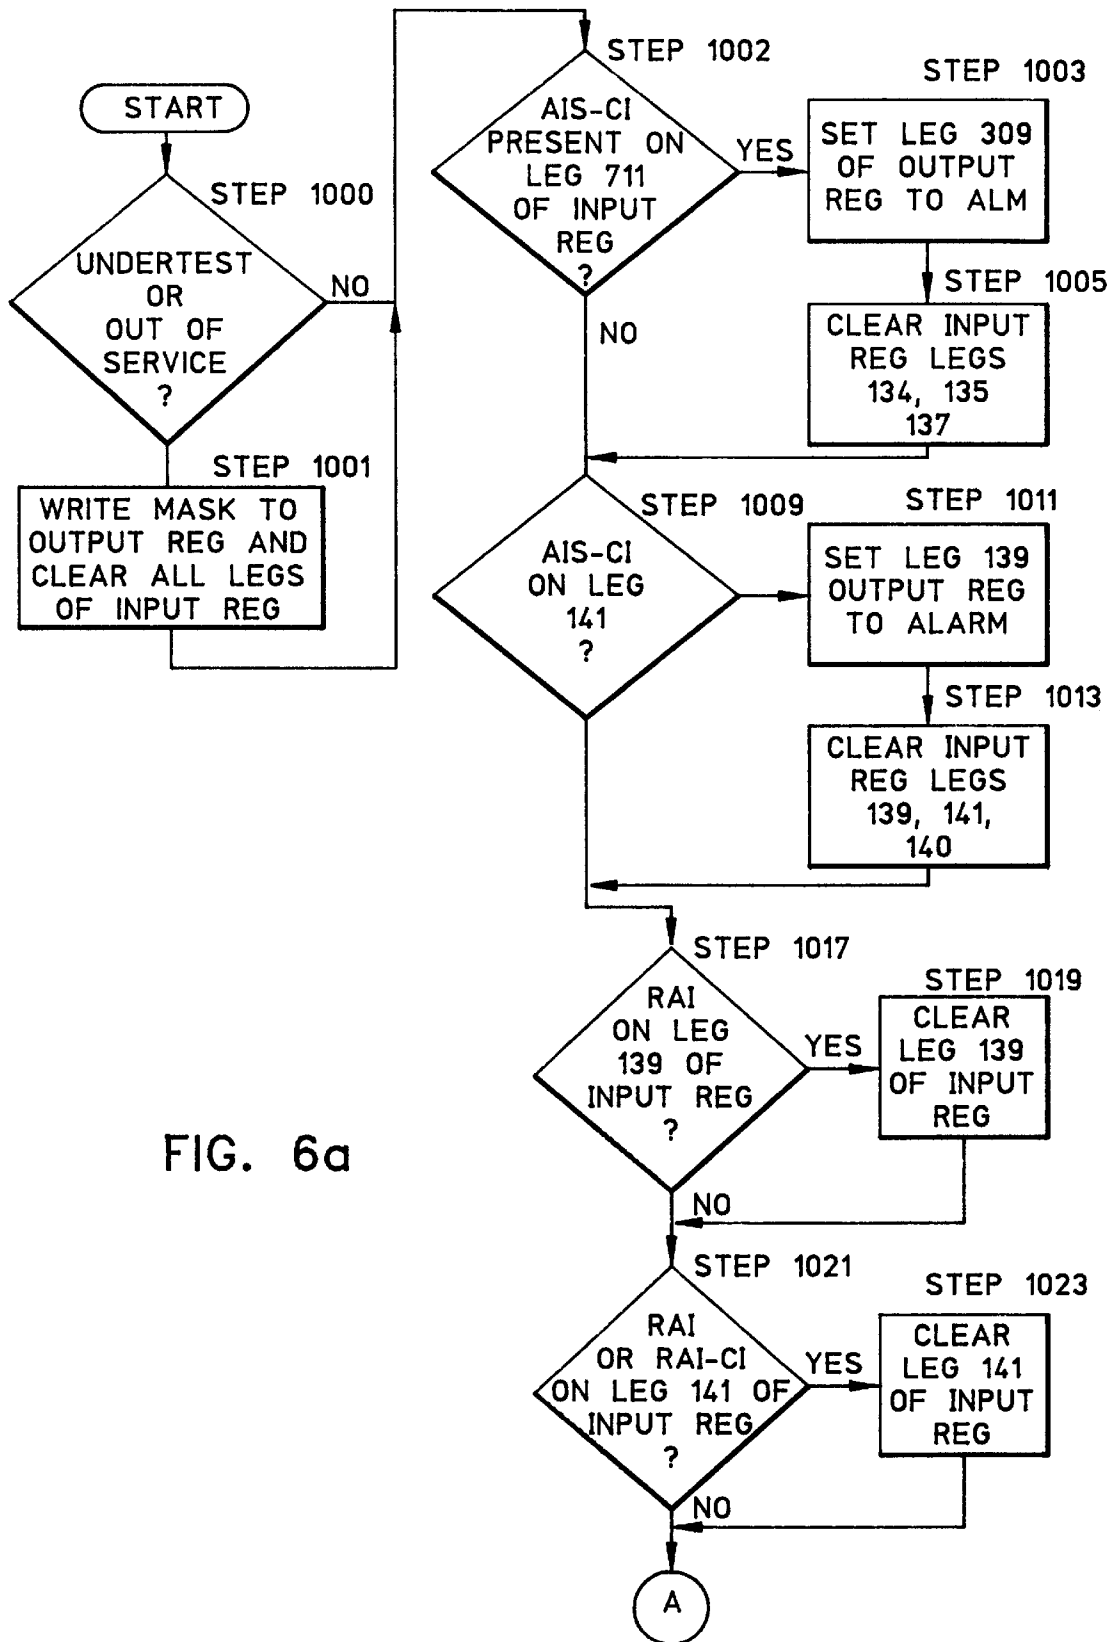 START
STEP 1000
UNDERTEST
OR
OUT OF
SERVICE
?
NO
STEP 1001
WRITE MASK TO
OUTPUT REG AND
CLEAR ALL LEGS
OF INPUT REG
STEP 1002
AIS-CI
PRESENT ON
LEG 711
OF INPUT
REG
?
YES
NO
STEP 1003
SET LEG 309
OF OUTPUT
REG TO ALM
STEP 1005
CLEAR INPUT
REG LEGS
134, 135
137
STEP 1009
AIS-CI
ON LEG
141
?
STEP 1011
SET LEG 139
OUTPUT REG
TO ALARM
STEP 1013
CLEAR INPUT
REG LEGS
139, 141,
140
STEP 1017
RAI
ON LEG
139 OF
INPUT REG
?
YES
NO
STEP 1019
CLEAR
LEG 139
OF INPUT
REG
STEP 1021
RAI
OR RAI-CI
ON LEG 141 OF
INPUT REG
?
YES
NO
STEP 1023
CLEAR
LEG 141
OF INPUT
REG
A
FIG. 6a